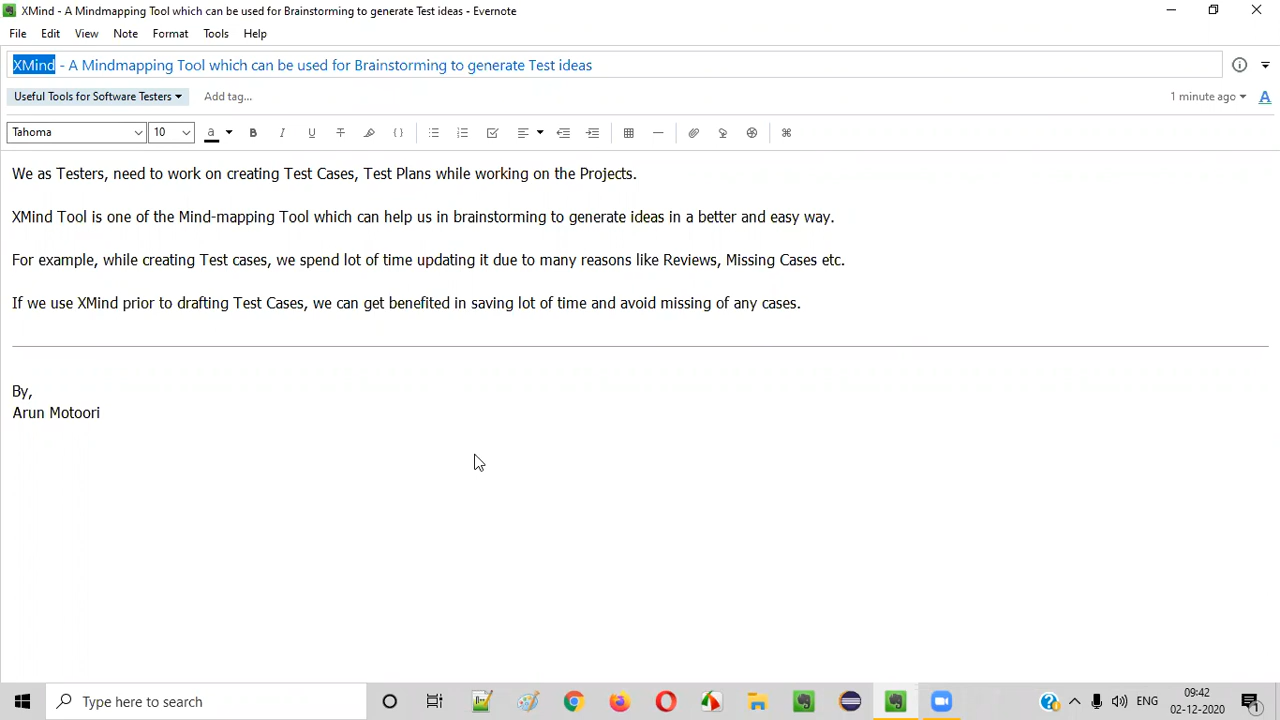 XMind - A Mindmapping Tool which can be used for Brainstorming to generate Test ideas - Evernote
File Edit View Note Format Tools Help
XMind - A Mindmapping Tool which can be used for Brainstorming to generate Test ideas
Useful Tools for Software Testers Add tag... 1 minute ago
Tahoma 10
We as Testers, need to work on creating Test Cases, Test Plans while working on the Projects.
XMind Tool is one of the Mind-mapping Tool which can help us in brainstorming to generate ideas in a better and easy way.
For example, while creating Test cases, we spend lot of time updating it due to many reasons like Reviews, Missing Cases etc.
If we use XMind prior to drafting Test Cases, we can get benefited in saving lot of time and avoid missing of any cases.
By,
Arun Motoori
Type here to search ENG 09:42
02-12-2020